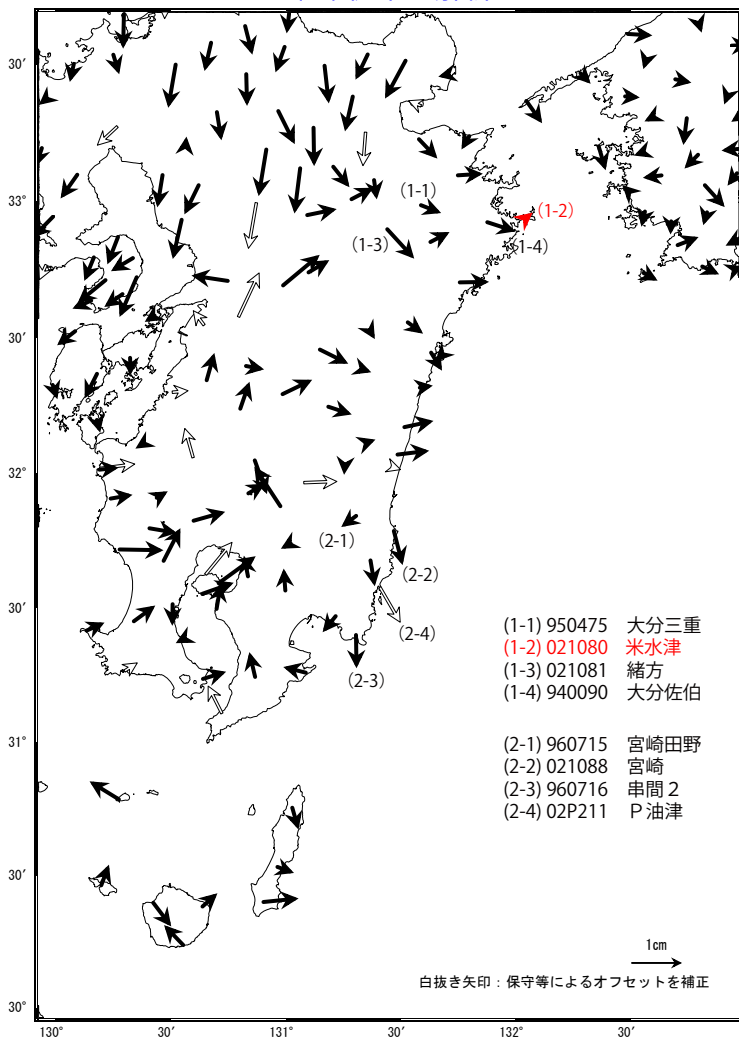 30′
33°
30′
32°
30′
31°
30′
30°
130°
30′
131°
30′
132°
30′
(1-1)
(1-2)
(1-3)
(1-4)
(2-1)
(2-2)
(2-4)
(2-3)
(1-1) 950475 大分三重
(1-2) 021080 米水津
(1-3) 021081 緒方
(1-4) 940090 大分佐伯
(2-1) 960715 宮崎田野
(2-2) 021088 宮崎
(2-3) 960716 串間２
(2-4) 02P211 Ｐ油津
1cm
白抜き矢印：保守等によるオフセットを補正